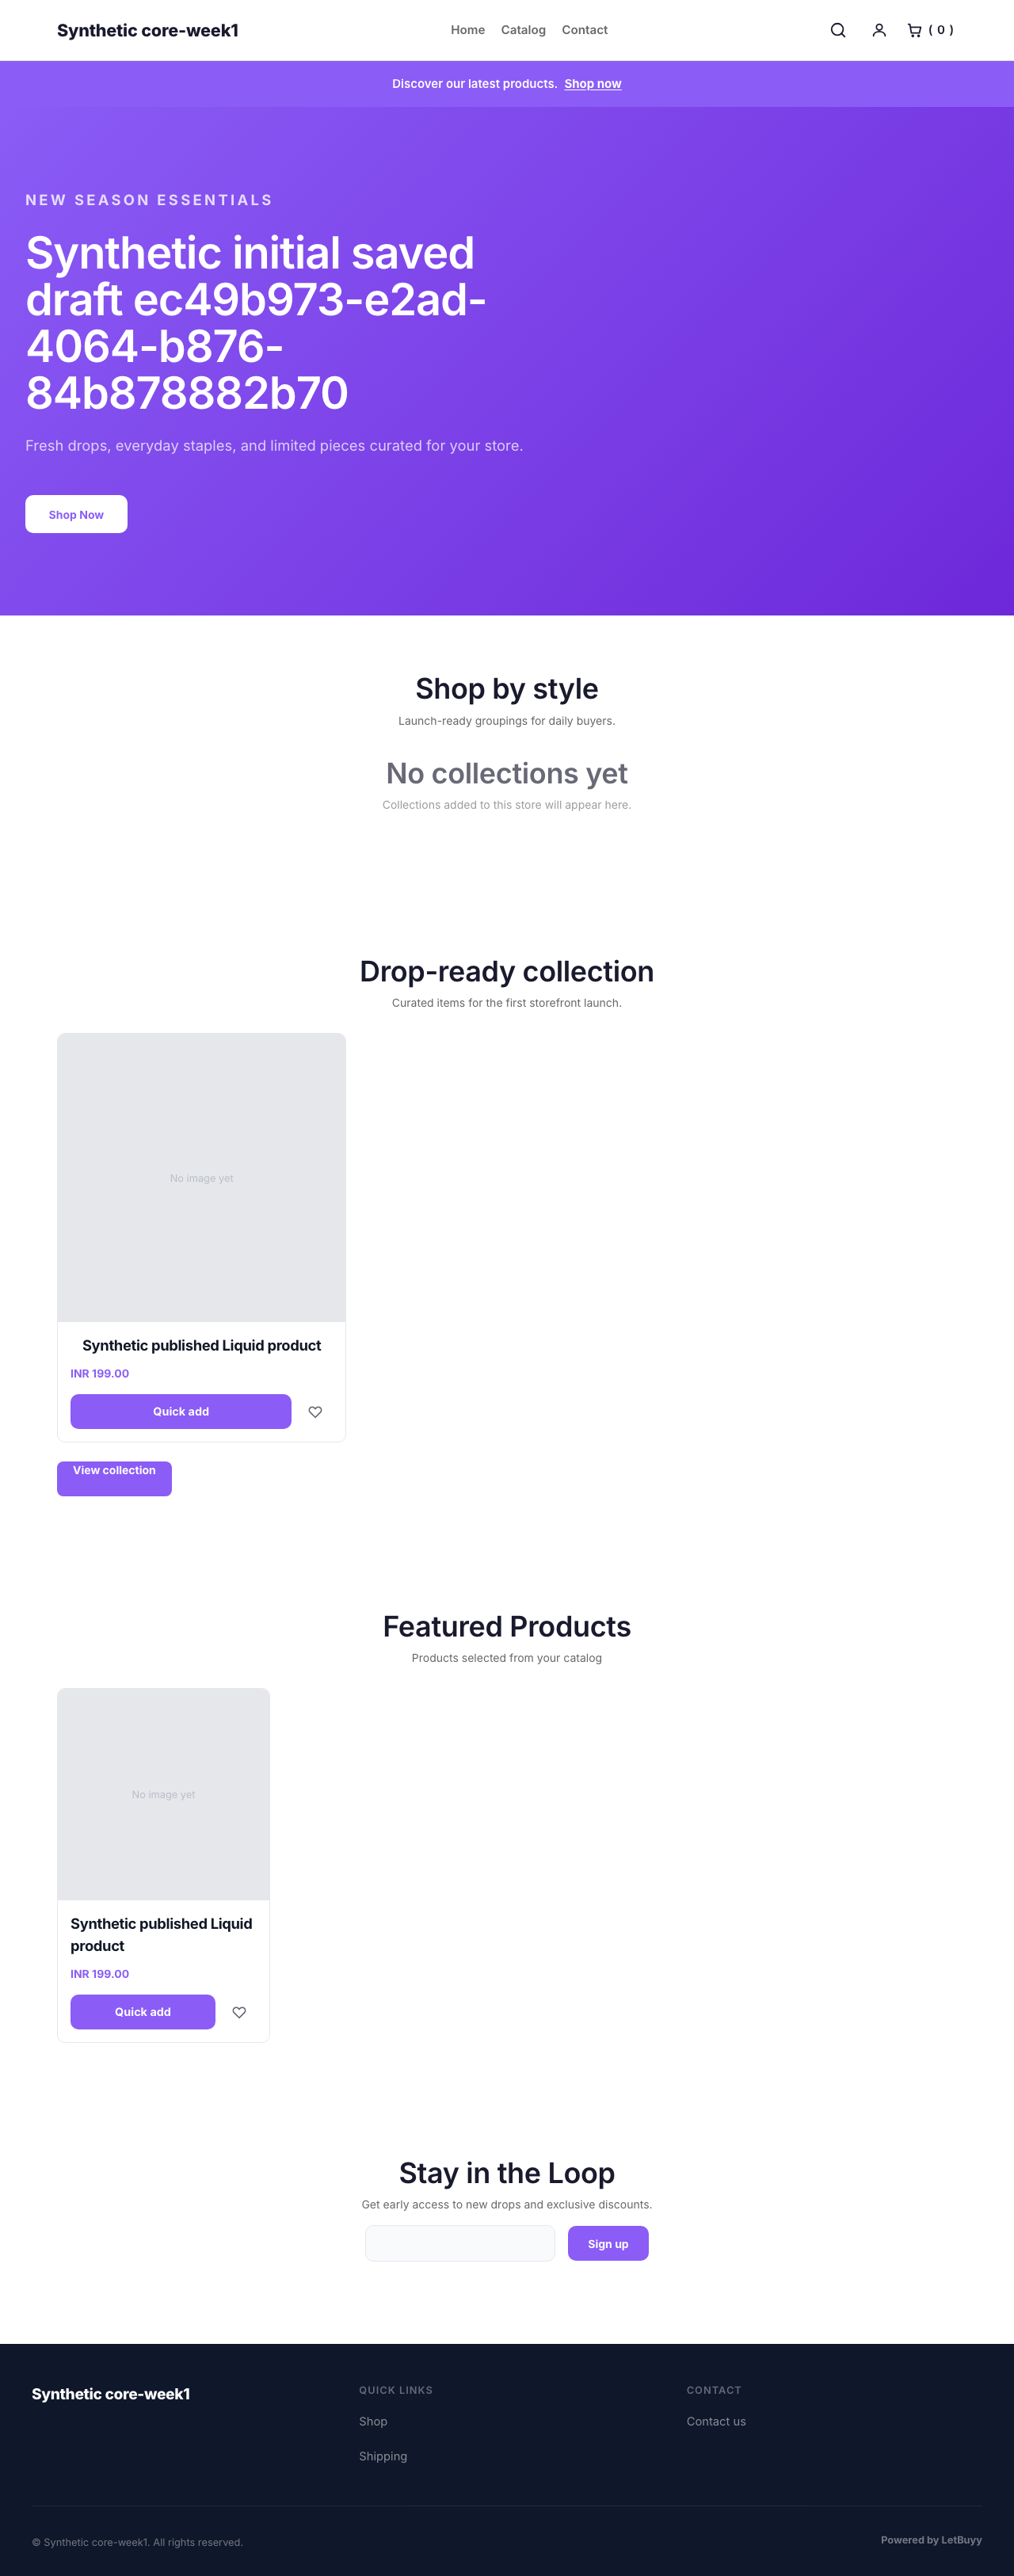 Synthetic core-week1
Home Catalog Contact
( 0 )
Discover our latest products. Shop now
NEW SEASON ESSENTIALS
Synthetic initial saved
draft ec49b973-e2ad-
4064-b876-
84b878882b70
Fresh drops, everyday staples, and limited pieces curated for your store.
Shop Now
Shop by style
Launch-ready groupings for daily buyers.
No collections yet
Collections added to this store will appear here.
Drop-ready collection
Curated items for the first storefront launch.
No image yet
Synthetic published Liquid product
INR 199.00
Quick add
View collection
Featured Products
Products selected from your catalog
No image yet
Synthetic published Liquid
product
INR 199.00
Quick add
Stay in the Loop
Get early access to new drops and exclusive discounts.
Sign up
Synthetic core-week1
QUICK LINKS
Shop
Shipping
CONTACT
Contact us
© Synthetic core-week1. All rights reserved.
Powered by LetBuyy